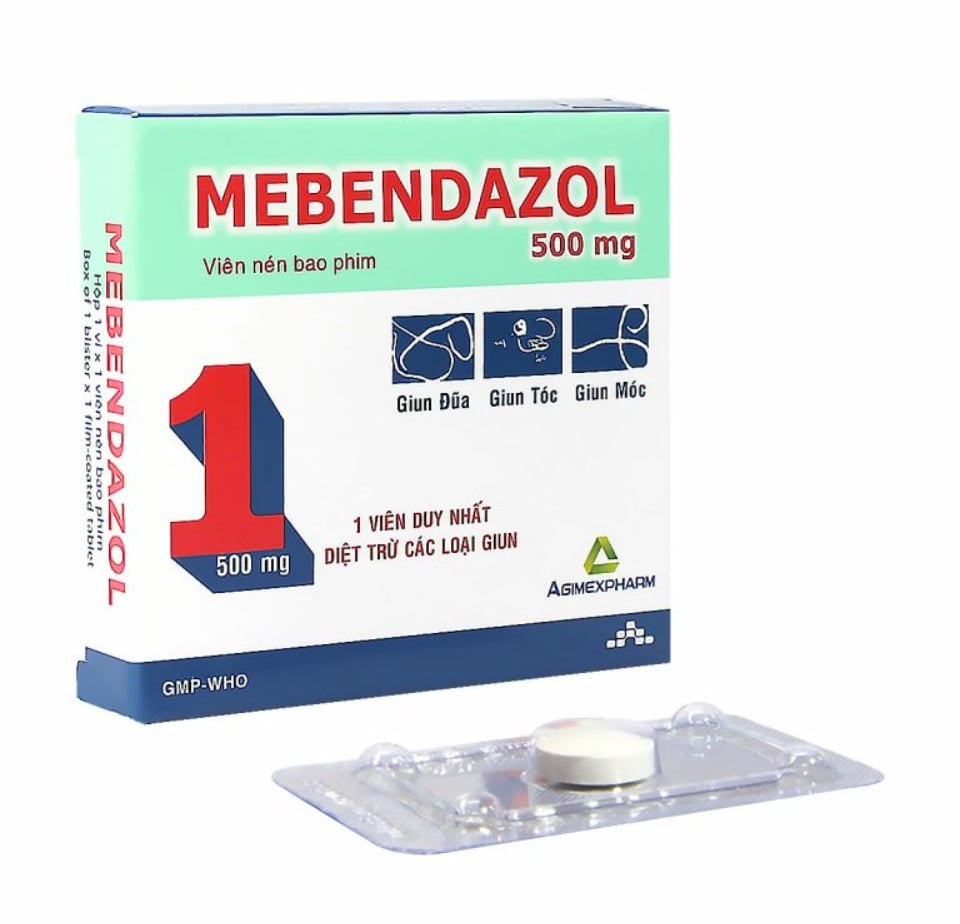 MEBENDAZOL
500 mg
Viên nén bao phim
Giun Đũa Giun Tóc Giun Móc
1
500 mg
1 VIÊN DUY NHẤT
DIỆT TRỪ CÁC LOẠI GIUN
AGIMEXPHARM
GMP-WHO
MEBENDAZOL
Hộp 1 vỉ x 1 viên nén bao phim
Box of 1 blister x 1 film-coated tablet